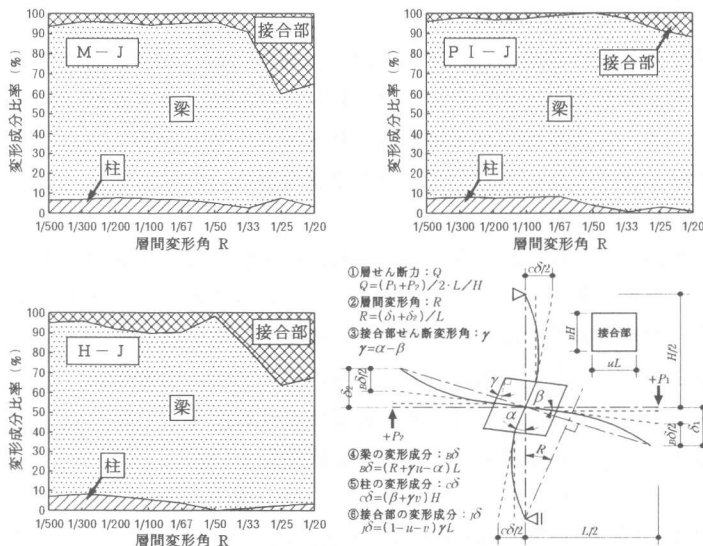 変形成分比率 (%)
100
90
80
70
60
50
40
30
20
10
0
M－J
接合部
梁
柱
1/500 1/300 1/200 1/100 1/67 1/50 1/33 1/25 1/20
層間変形角 R
変形成分比率 (%)
100
90
80
70
60
50
40
30
20
10
0
PI－J
接合部
梁
柱
1/500 1/300 1/200 1/100 1/67 1/50 1/33 1/25 1/20
層間変形角 R
変形成分比率 (%)
100
90
80
70
60
50
40
30
20
10
0
H－J
接合部
梁
柱
1/500 1/300 1/200 1/100 1/67 1/50 1/33 1/25 1/20
層間変形角 R
①層せん断力：Q
Q=(P₁+P₂)/2·L/H
②層間変形角：R
R=(δ₁+δ₂)/L
③接合部せん断変形角：γ
γ=α−β
④梁の変形成分：Bδ
Bδ=(R+γu−α)L
⑤柱の変形成分：cδ
cδ=(β+γv)H
⑥接合部の変形成分：Jδ
Jδ=(1−u−v)γL
cδ/2
vH
接合部
uL
H/2
δ₂
Bδ/2
γ
β
α
+P₁
+P₂
R
Bδ/2
δ₁
cδ/2
L/2